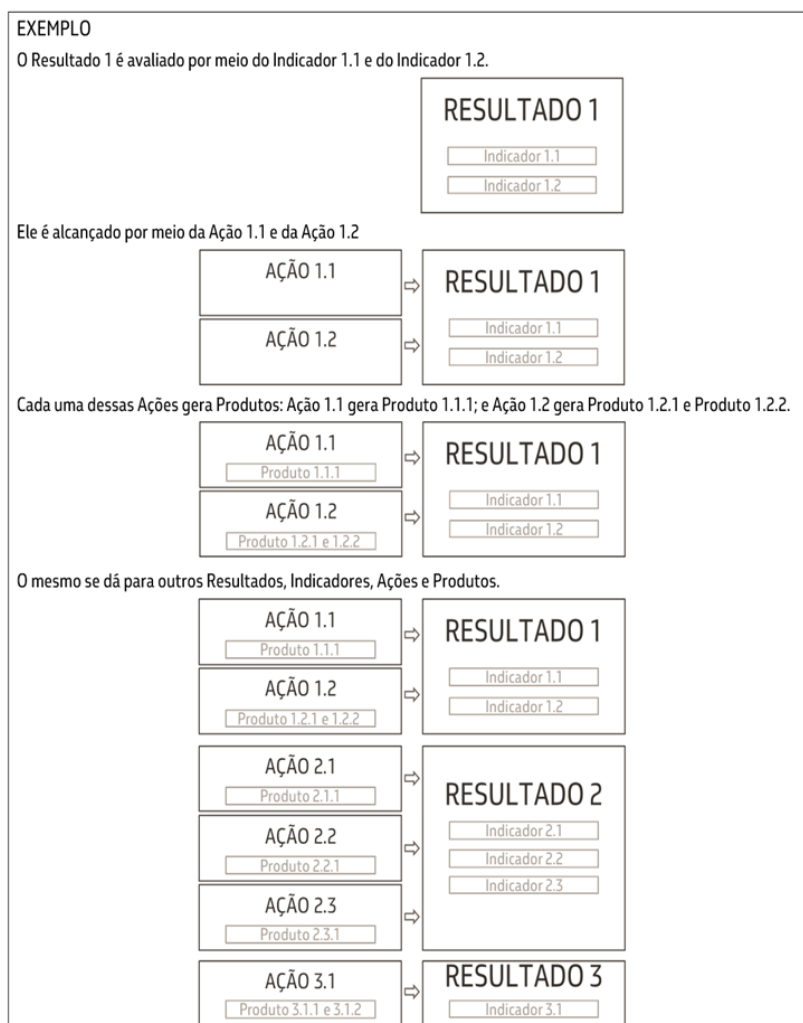 EXEMPLO
O Resultado 1 é avaliado por meio do Indicador 1.1 e do Indicador 1.2.
RESULTADO 1
Indicador 1.1
Indicador 1.2
Ele é alcançado por meio da Ação 1.1 e da Ação 1.2
AÇÃO 1.1
AÇÃO 1.2
RESULTADO 1
Indicador 1.1
Indicador 1.2
Cada uma dessas Ações gera Produtos: Ação 1.1 gera Produto 1.1.1; e Ação 1.2 gera Produto 1.2.1 e Produto 1.2.2.
AÇÃO 1.1
Produto 1.1.1
AÇÃO 1.2
Produto 1.2.1 e 1.2.2
RESULTADO 1
Indicador 1.1
Indicador 1.2
O mesmo se dá para outros Resultados, Indicadores, Ações e Produtos.
AÇÃO 1.1
Produto 1.1.1
AÇÃO 1.2
Produto 1.2.1 e 1.2.2
RESULTADO 1
Indicador 1.1
Indicador 1.2
AÇÃO 2.1
Produto 2.1.1
AÇÃO 2.2
Produto 2.2.1
AÇÃO 2.3
Produto 2.3.1
RESULTADO 2
Indicador 2.1
Indicador 2.2
Indicador 2.3
AÇÃO 3.1
Produto 3.1.1 e 3.1.2
RESULTADO 3
Indicador 3.1